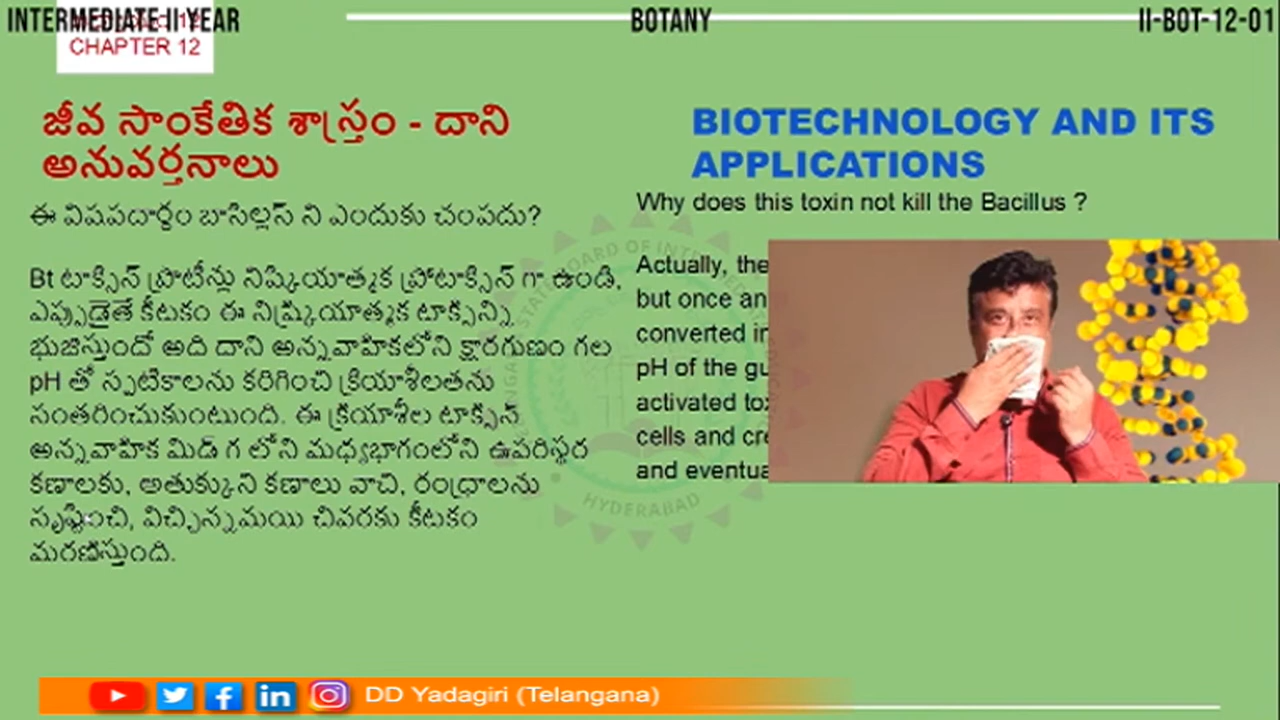 INTERMEDIATE II YEAR
BOTANY
II-BOT-12-01
CHAPTER 12
జీవ సాంకేతిక శాస్త్రం - దాని
అనువర్తనాలు
ఈ విషపదార్థం బాసిల్లస్ ని ఎందుకు చంపదు?
Bt టాక్సిన్ ప్రొటీన్లు నిష్క్రియాత్మక ప్రోటాక్సిన్ గా ఉండి,
ఎప్పుడైతే కీటకం ఈ నిష్క్రియాత్మక టాక్సిన్ని
భుజిస్తుందో అది దాని అన్నవాహికలోని క్షారగుణం గల
pH తో స్పటికాలను కరిగించి క్రియాశీలతను
సంతరించుకుంటుంది. ఈ క్రియాశీల టాక్సిన్
అన్నవాహిక మిడ్ గ లోని మధ్యభాగంలోని ఉపరిస్థర
కణాలకు, అతుక్కుని కణాలు వాచి, రంధ్రాలను
సృష్టించి, విచ్చిన్నమయి చివరకు కీటకం
మరణిస్తుంది.
BIOTECHNOLOGY AND ITS
APPLICATIONS
Why does this toxin not kill the Bacillus ?
Actually, the
but once an
converted in
pH of the gu
activated tox
cells and cre
and eventua
HYDERABAD
DD Yadagiri (Telangana)